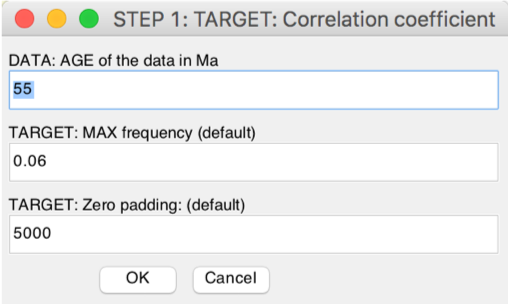 STEP 1: TARGET: Correlation coefficient
DATA: AGE of the data in Ma
55
TARGET: MAX frequency (default)
0.06
TARGET: Zero padding: (default)
5000
OK Cancel